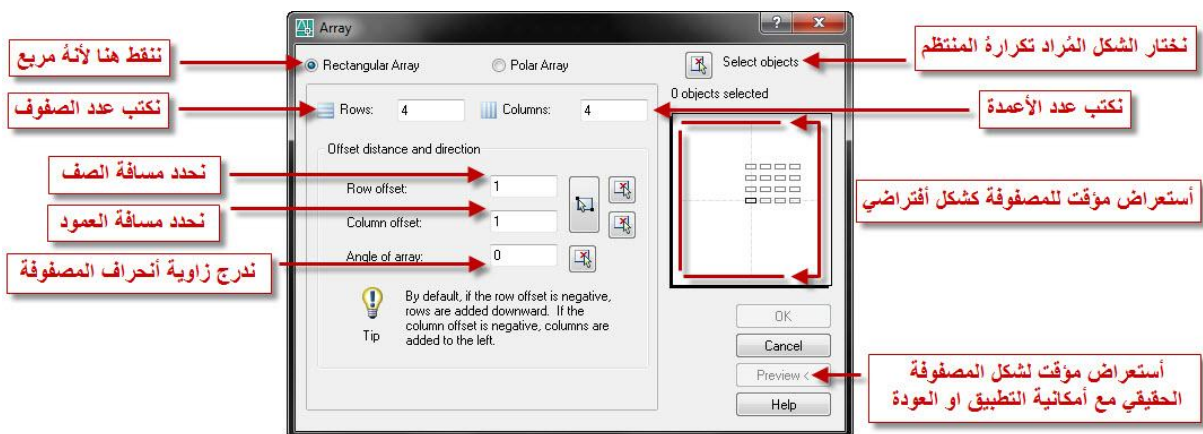 Array
ننقط هنا لأنهُ مربع
Rectangular Array
Polar Array
Select objects
نختار الشكل المُراد تكرارهُ المنتظم
0 objects selected
نكتب عدد الصفوف
Rows:
4
Columns:
4
نكتب عدد الأعمدة
Offset distance and direction
نحدد مسافة الصف
Row offset:
1
نحدد مسافة العمود
Column offset:
1
أستعراض مؤقت للمصفوفة كشكل أفتراضي
ندرج زاوية أنحراف المصفوفة
Angle of array:
0
Tip
By default, if the row offset is negative,
rows are added downward. If the
column offset is negative, columns are
added to the left.
OK
Cancel
Preview <
Help
أستعراض مؤقت لشكل المصفوفة
الحقيقي مع أمكانية التطبيق او العودة